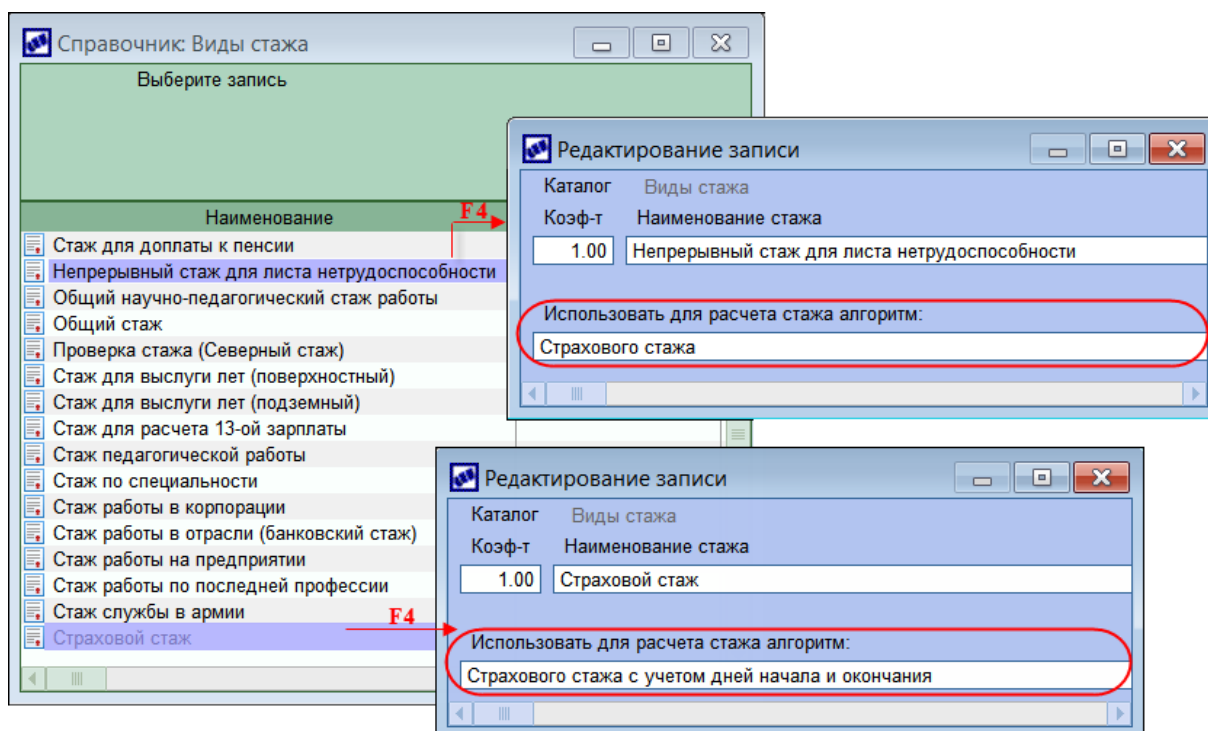 Справочник: Виды стажа
Выберите запись
Наименование
Стаж для доплаты к пенсии
Непрерывный стаж для листа нетрудоспособности
Общий научно-педагогический стаж работы
Общий стаж
Проверка стажа (Северный стаж)
Стаж для выслуги лет (поверхностный)
Стаж для выслуги лет (подземный)
Стаж для расчета 13-ой зарплаты
Стаж педагогической работы
Стаж по специальности
Стаж работы в корпорации
Стаж работы в отрасли (банковский стаж)
Стаж работы на предприятии
Стаж работы по последней профессии
Стаж службы в армии
Страховой стаж
F4
Редактирование записи
Каталог Виды стажа
Коэф-т Наименование стажа
1.00 Непрерывный стаж для листа нетрудоспособности
Использовать для расчета стажа алгоритм:
Страхового стажа
F4
Редактирование записи
Каталог Виды стажа
Коэф-т Наименование стажа
1.00 Страховой стаж
Использовать для расчета стажа алгоритм:
Страхового стажа с учетом дней начала и окончания